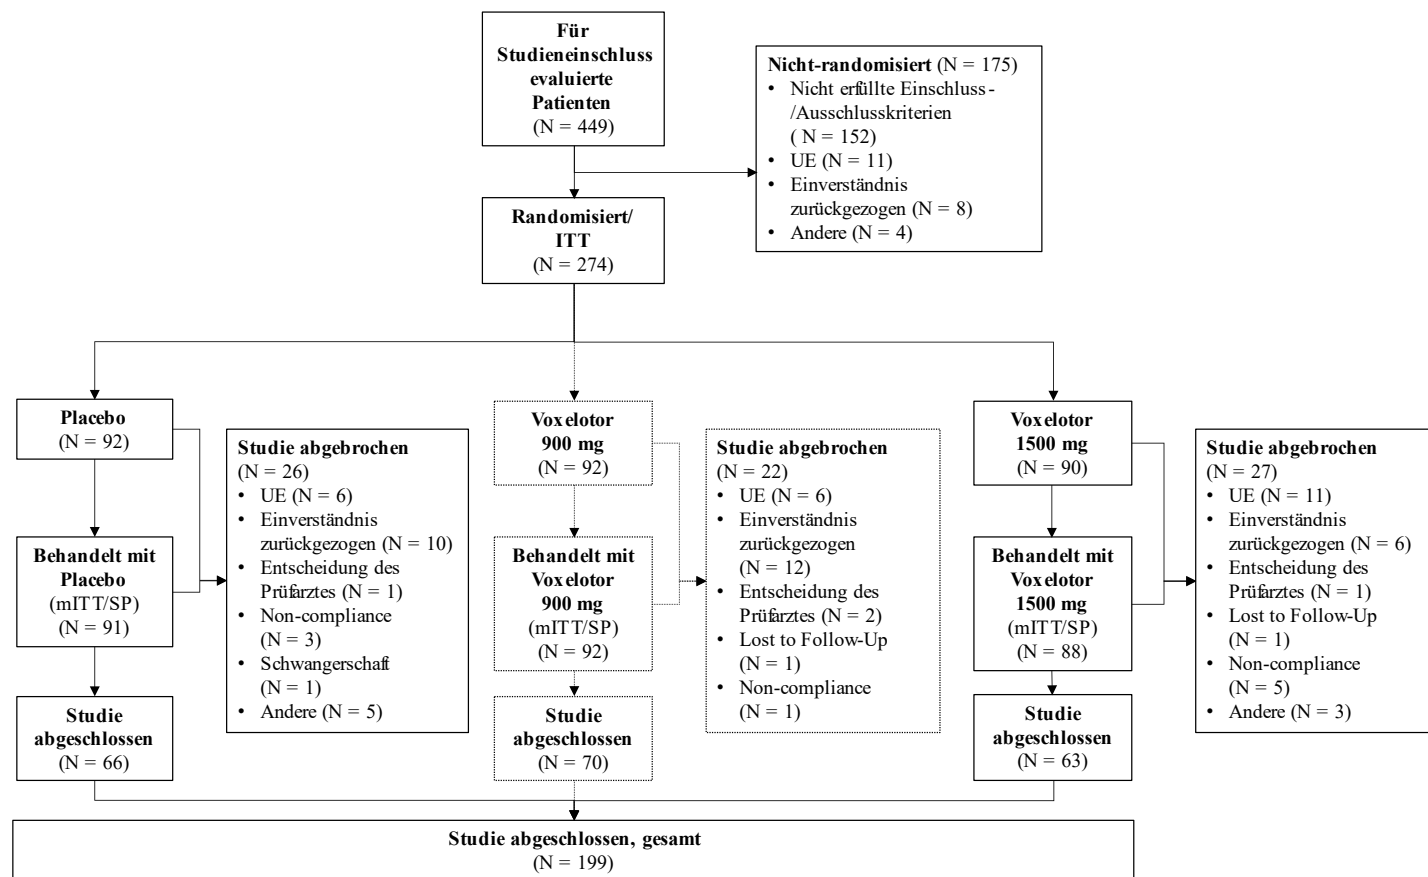 Für
Studieneinschluss
evaluierte
Patienten
(N = 449)
Nicht-randomisiert (N = 175)
• Nicht erfüllte Einschluss-
/Ausschlusskriterien
( N = 152)
• UE (N = 11)
• Einverständnis
zurückgezogen (N = 8)
• Andere (N = 4)
Randomisiert/
ITT
(N = 274)
Placebo
(N = 92)
Behandelt mit
Placebo
(mITT/SP)
(N = 91)
Studie
abgeschlossen
(N = 66)
Studie abgebrochen
(N = 26)
• UE (N = 6)
• Einverständnis
zurückgezogen (N = 10)
• Entscheidung des
Prüfarztes (N = 1)
• Non-compliance
(N = 3)
• Schwangerschaft
(N = 1)
• Andere (N = 5)
Voxelotor
900 mg
(N = 92)
Behandelt mit
Voxelotor
900 mg
(mITT/SP)
(N = 92)
Studie
abgeschlossen
(N = 70)
Studie abgebrochen
(N = 22)
• UE (N = 6)
• Einverständnis
zurückgezogen
(N = 12)
• Entscheidung des
Prüfarztes (N = 2)
• Lost to Follow-Up
(N = 1)
• Non-compliance
(N = 1)
Voxelotor
1500 mg
(N = 90)
Behandelt mit
Voxelotor
1500 mg
(mITT/SP)
(N = 88)
Studie
abgeschlossen
(N = 63)
Studie abgebrochen
(N = 27)
• UE (N = 11)
• Einverständnis
zurückgezogen (N = 6)
• Entscheidung des
Prüfarztes (N = 1)
• Lost to Follow-Up
(N = 1)
• Non-compliance
(N = 5)
• Andere (N = 3)
Studie abgeschlossen, gesamt
(N = 199)